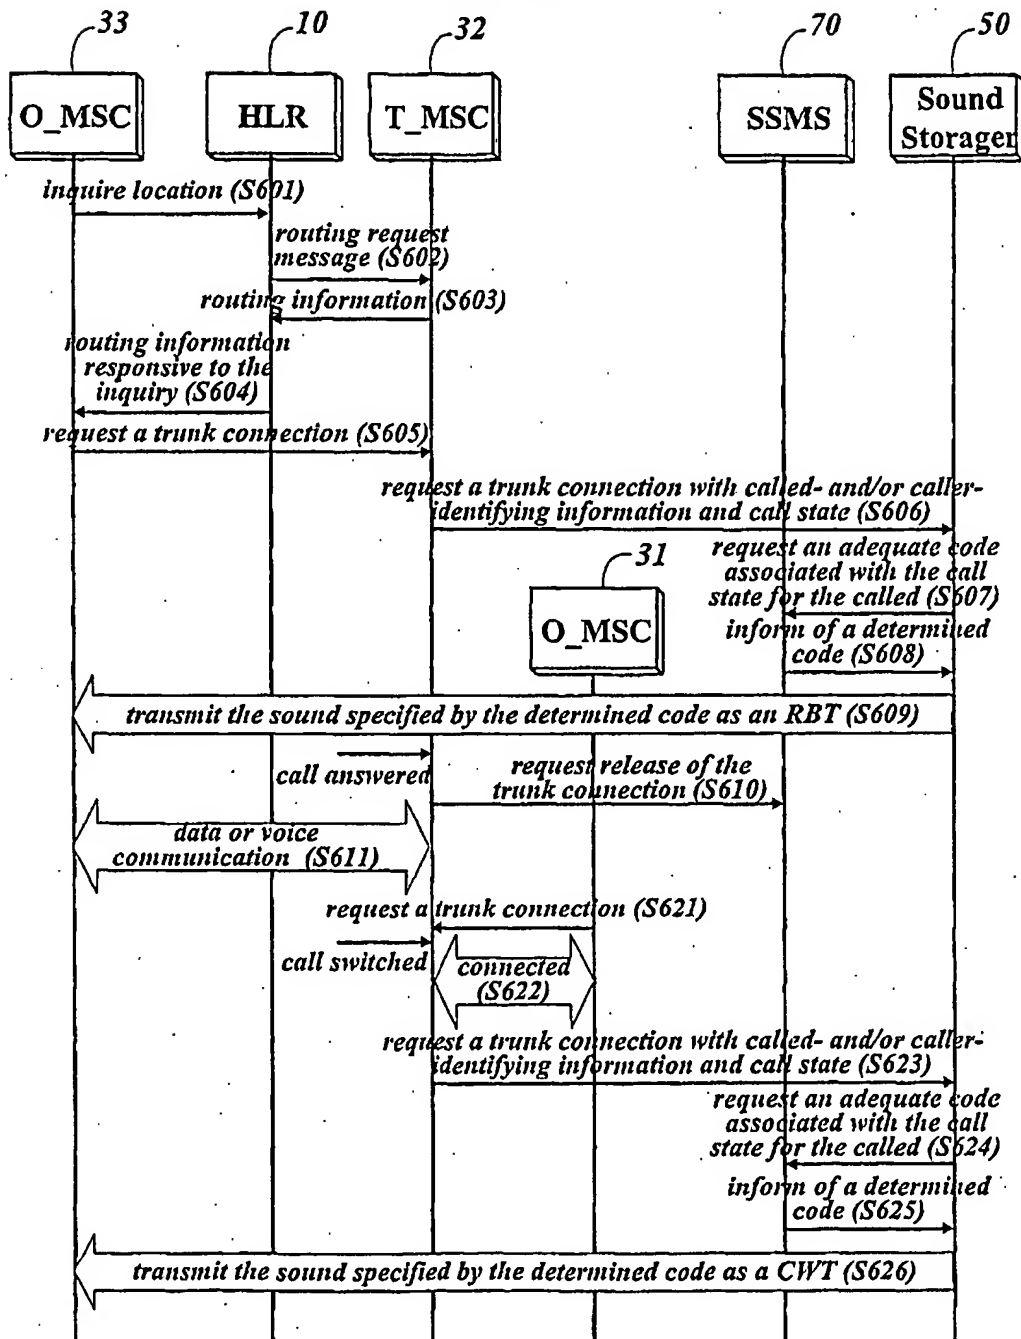 33
10
32
70
50
O_MSC
HLR
T_MSC
SSMS
Sound
Storager
inquire location (S601)
routing request
message (S602)
routing information (S603)
routing information
responsive to the
inquiry (S604)
request a trunk connection (S605)
request a trunk connection with called- and/or caller-
identifying information and call state (S606)
request an adequate code
associated with the call
state for the called (S607)
31
O_MSC
inform of a determined
code (S608)
transmit the sound specified by the determined code as an RBT (S609)
call answered
request release of the
trunk connection (S610)
data or voice
communication (S611)
request a trunk connection (S621)
call switched
connected
(S622)
request a trunk connection with called- and/or caller-
identifying information and call state (S623)
request an adequate code
associated with the call
state for the called (S624)
inform of a determined
code (S625)
transmit the sound specified by the determined code as a CWT (S626)